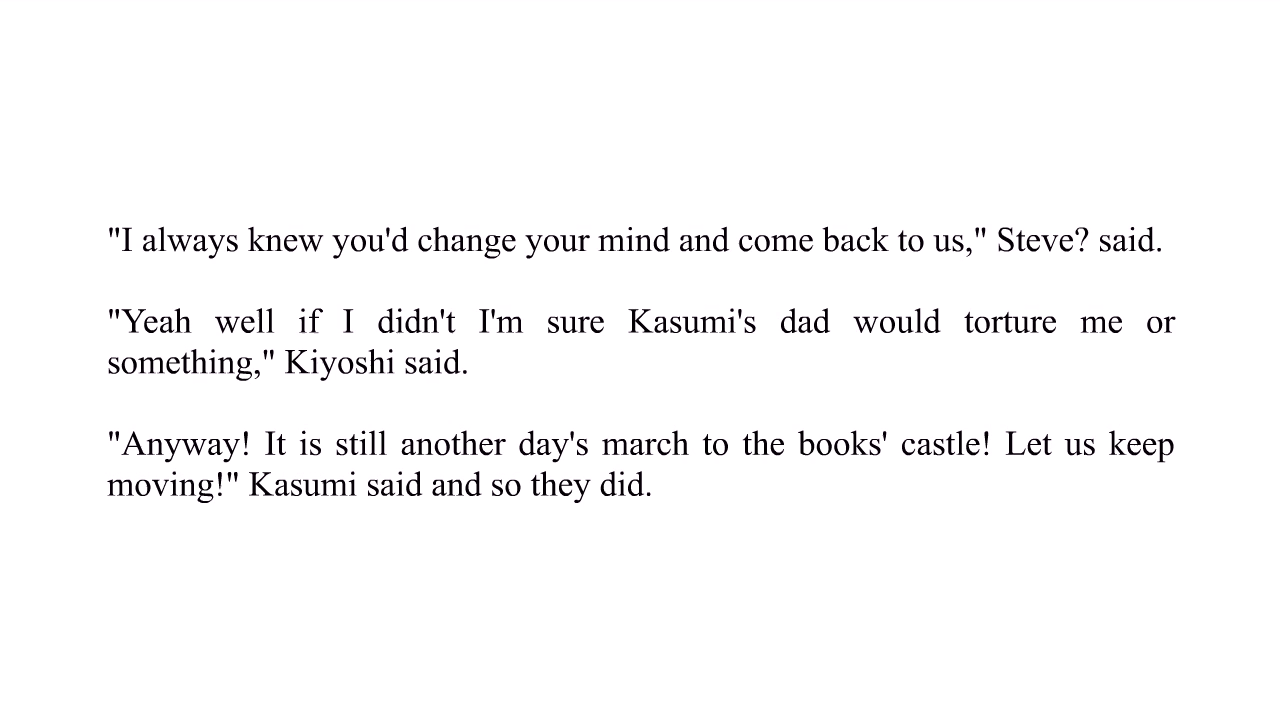 "I always knew you'd change your mind and come back to us," Steve? said.
"Yeah well if I didn't I'm sure Kasumi's dad would torture me or
something," Kiyoshi said.
"Anyway! It is still another day's march to the books' castle! Let us keep
moving!" Kasumi said and so they did.